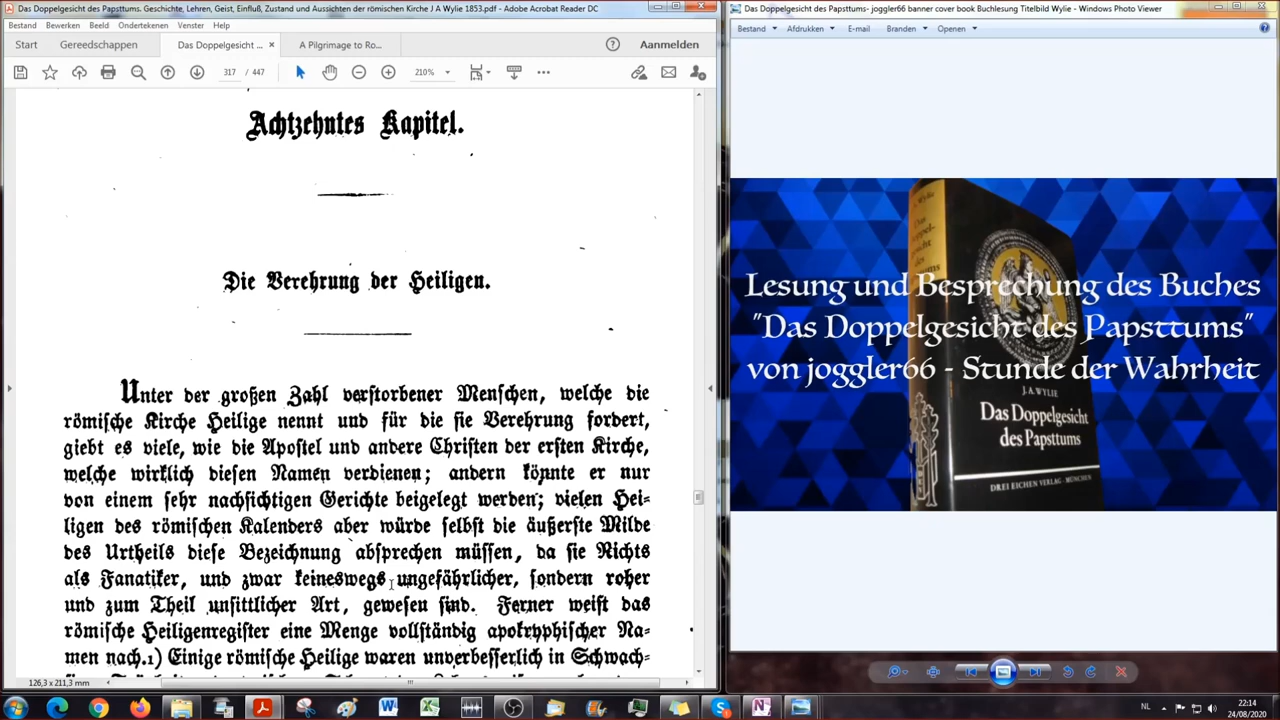 Das Doppelgesicht des Papsttums. Geschichte, Lehren, Geist, Einfluß, Zustand und Aussichten der römischen Kirche J A Wylie 1853.pdf - Adobe Acrobat Reader DC
Bestand Bewerken Beeld Ondertekenen Venster Help
Start Gereedschappen Das Doppelgesicht ... × A Pilgrimage to Ro... Anmelden
317 / 447 210%
Achtzehntes Kapitel.
Die Verehrung der Heiligen.
Unter der großen Zahl verstorbener Menschen, welche die
römische Kirche Heilige nennt und für die sie Verehrung fordert,
giebt es viele, wie die Apostel und andere Christen der ersten Kirche,
welche wirklich diesen Namen verdienen; andern könnte er nur
von einem sehr nachsichtigen Gerichte beigelegt werden; vielen Hei-
ligen des römischen Kalenders aber würde selbst die äußerste Milde
des Urtheils diese Bezeichnung absprechen müssen, da sie Nichts
als Fanatiker, und zwar keineswegs ungefährlicher, sondern roher
und zum Theil unsittlicher Art, gewesen sind. Ferner weist das
römische Heiligenregister eine Menge vollständig apokryphischer Na-
men nach.1) Einige römische Heilige waren unverbesserlich in Schwach-
126,3 x 211,3 mm
Das Doppelgesicht des Papsttums- joggler66 banner cover book Buchlesung Titelbild Wylie - Windows Photo Viewer
Bestand Afdrukken E-mail Branden Openen
Lesung und Besprechung des Buches
"Das Doppelgesicht des Papsttums"
von joggler66 - Stunde der Wahrheit
J.A. WYLIE
Das Doppelgesicht
des Papsttums
DREI EICHEN VERLAG · MÜNCHEN
NL 22:14
24/08/2020